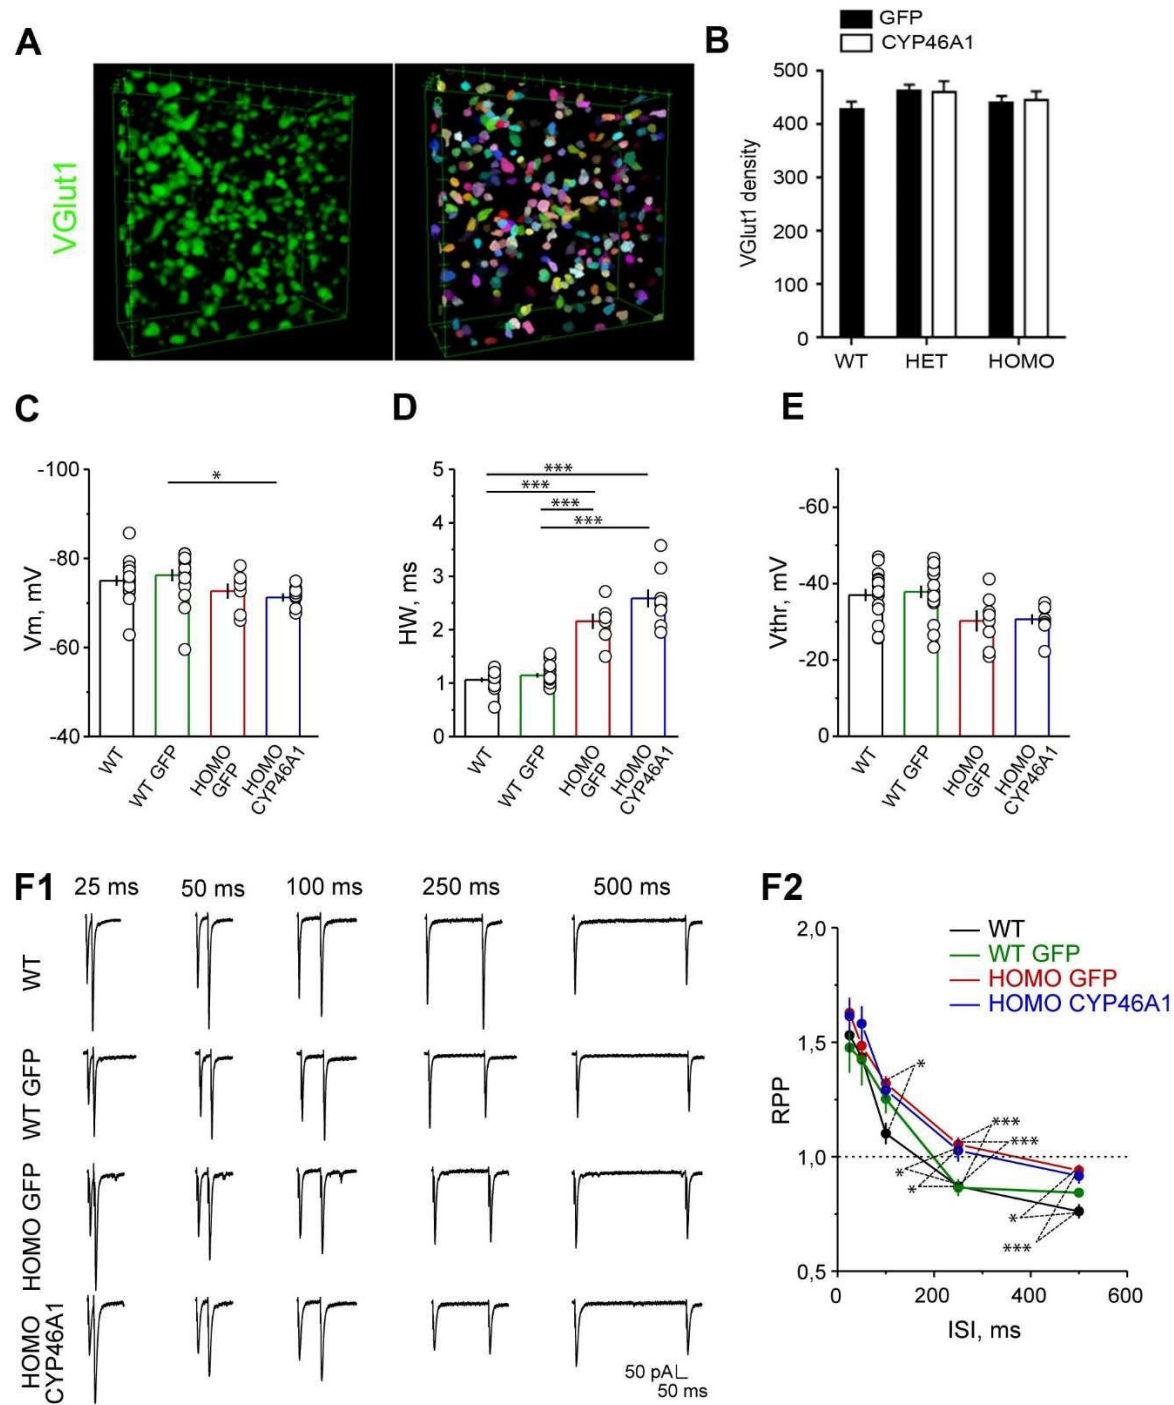 A
VGlut1
B
GFP
CYP46A1
VGlut1 density
500
400
300
200
100
0
WT HET HOMO
C
Vm, mV
-100
-80
-60
-40
*
WT
WT GFP
HOMO
GFP
HOMO
CYP46A1
D
HW, ms
5
4
3
2
1
0
***
***
***
***
WT
WT GFP
HOMO
GFP
HOMO
CYP46A1
E
Vthr, mV
-60
-40
-20
0
WT
WT GFP
HOMO
GFP
HOMO
CYP46A1
F1
25 ms 50 ms 100 ms 250 ms 500 ms
WT
WT GFP
HOMO GFP
HOMO
CYP46A1
50 pA
50 ms
F2
WT
WT GFP
HOMO GFP
HOMO CYP46A1
RPP
2,0
1,5
1,0
0,5
*
***
***
*
*
*
***
0 200 400 600
ISI, ms